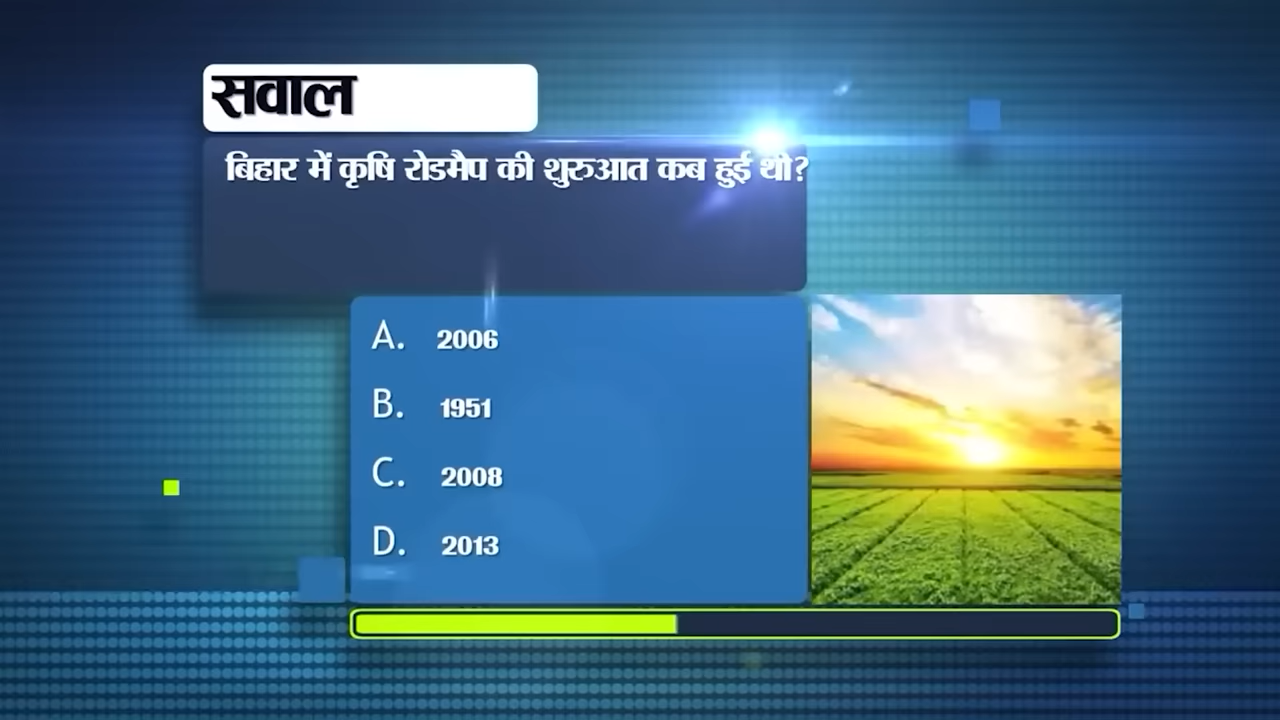 सवाल
बिहार में कृषि रोडमैप की शुरुआत कब हुई थी?
A. 2006
B. 1951
C. 2008
D. 2013